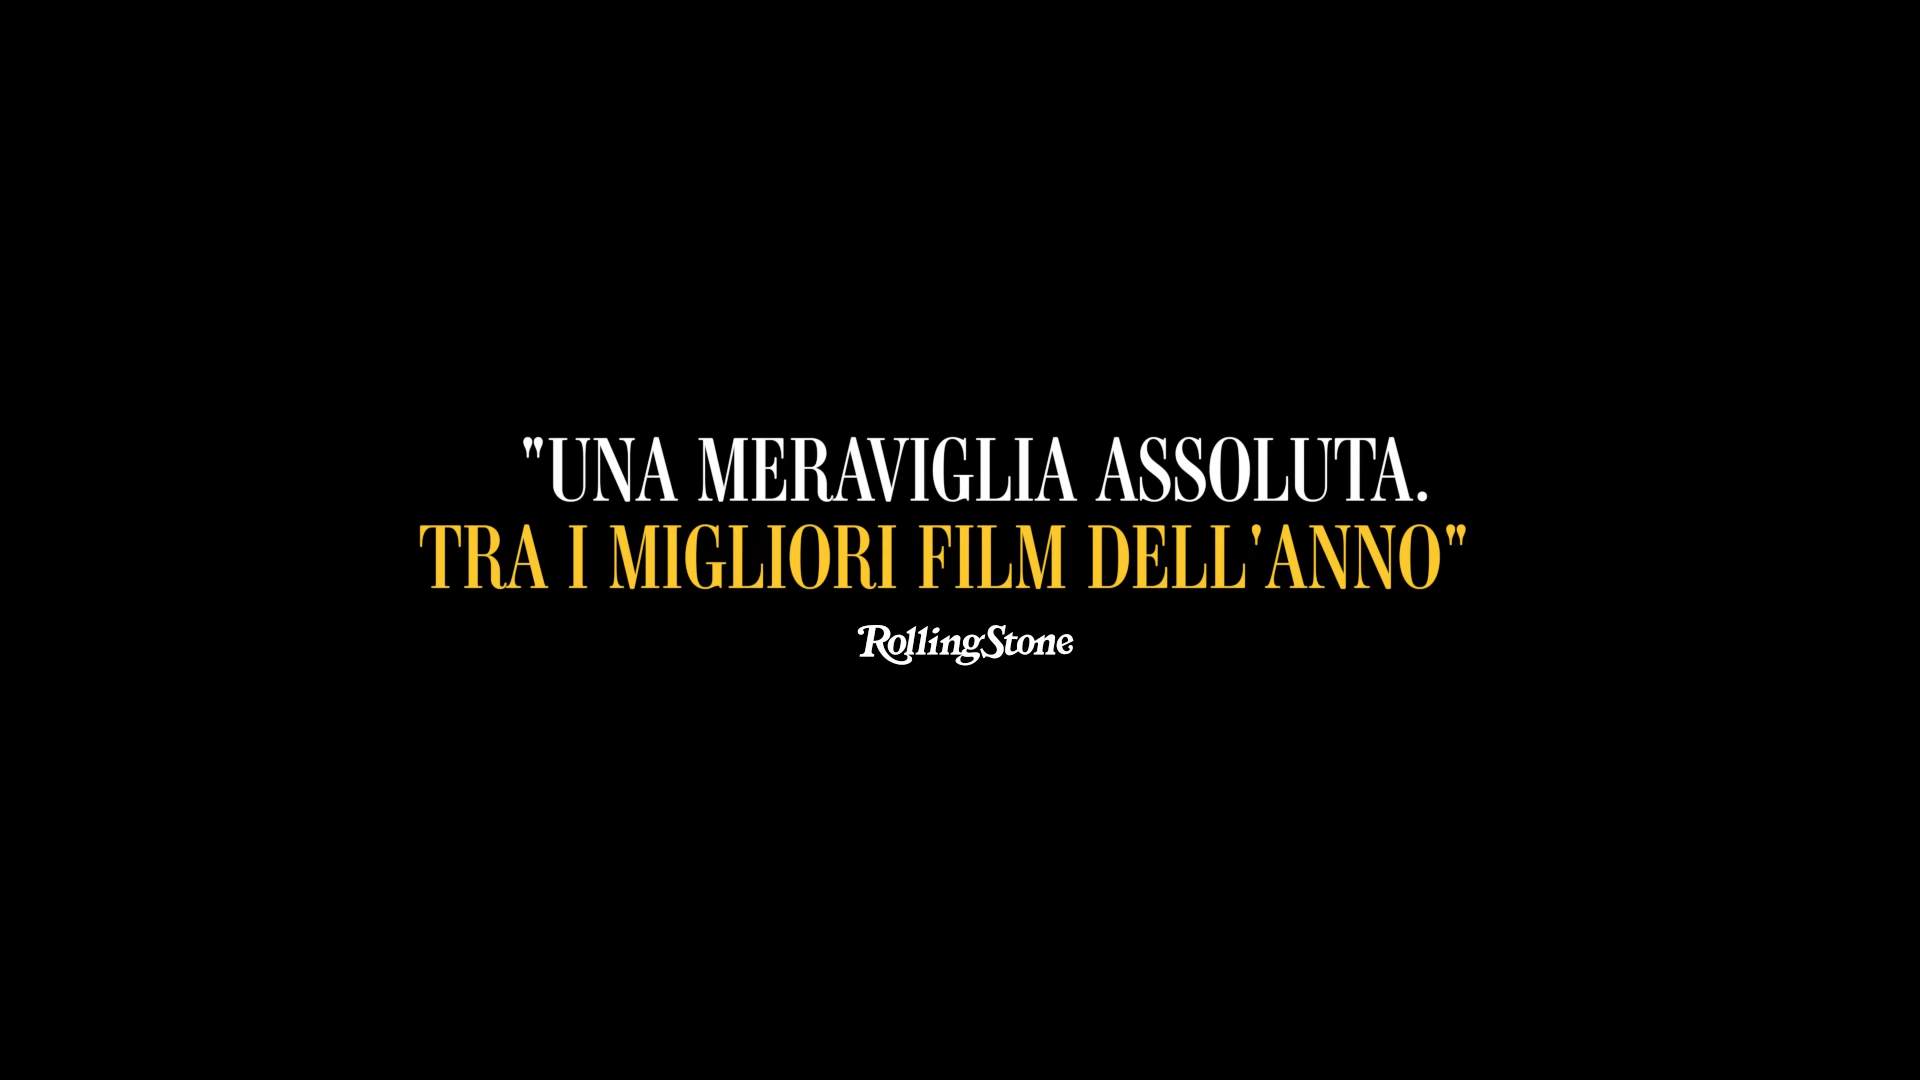 "UNA MERAVIGLIA ASSOLUTA.
TRA I MIGLIORI FILM DELL'ANNO"
RollingStone